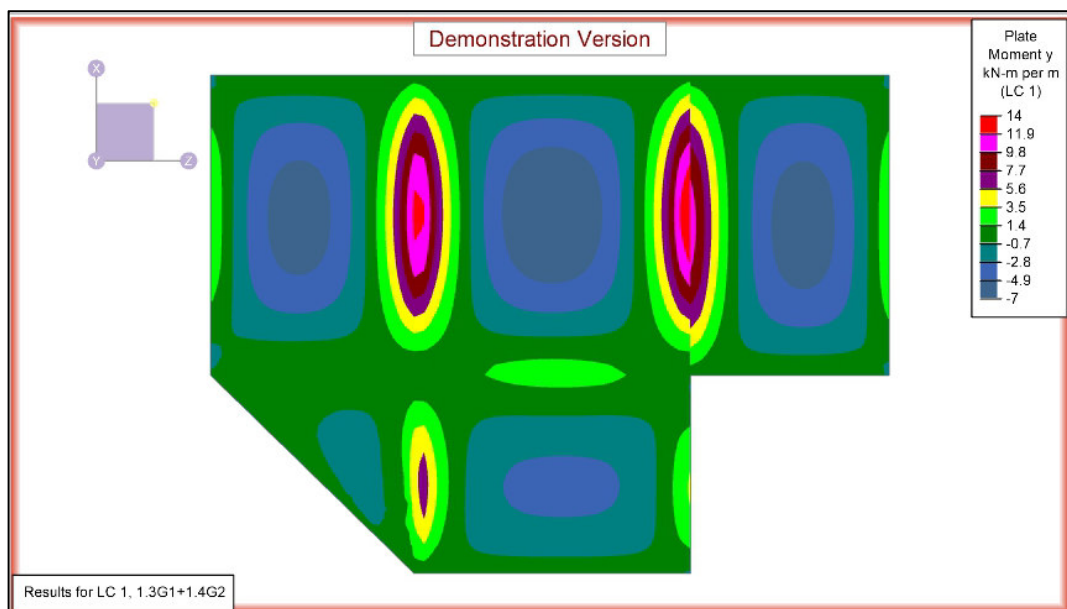 Demonstration Version
Plate
Moment y
kN-m per m
(LC 1)
14
11.9
9.8
7.7
5.6
3.5
1.4
-0.7
-2.8
-4.9
-7
X
Y
Z
Results for LC 1, 1.3G1+1.4G2